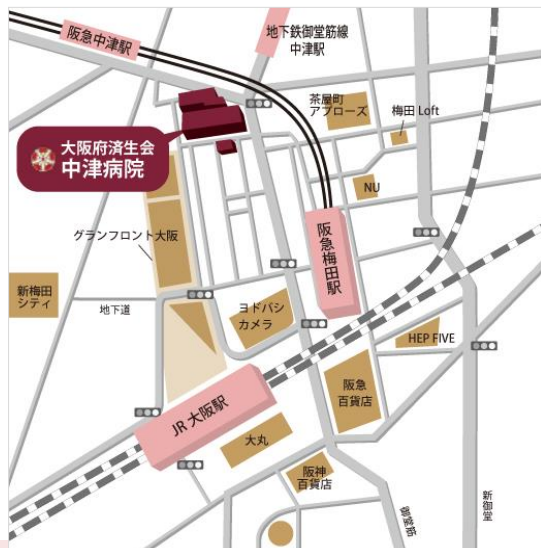 阪急中津駅
地下鉄御堂筋線
中津駅
茶屋町
アプローズ
梅田 Loft
大阪府済生会
中津病院
NU
グランフロント大阪
阪急梅田駅
新梅田
シティ
地下道
ヨドバシ
カメラ
HEP FIVE
JR 大阪駅
阪急
百貨店
大丸
阪神
百貨店
御堂筋
新御堂